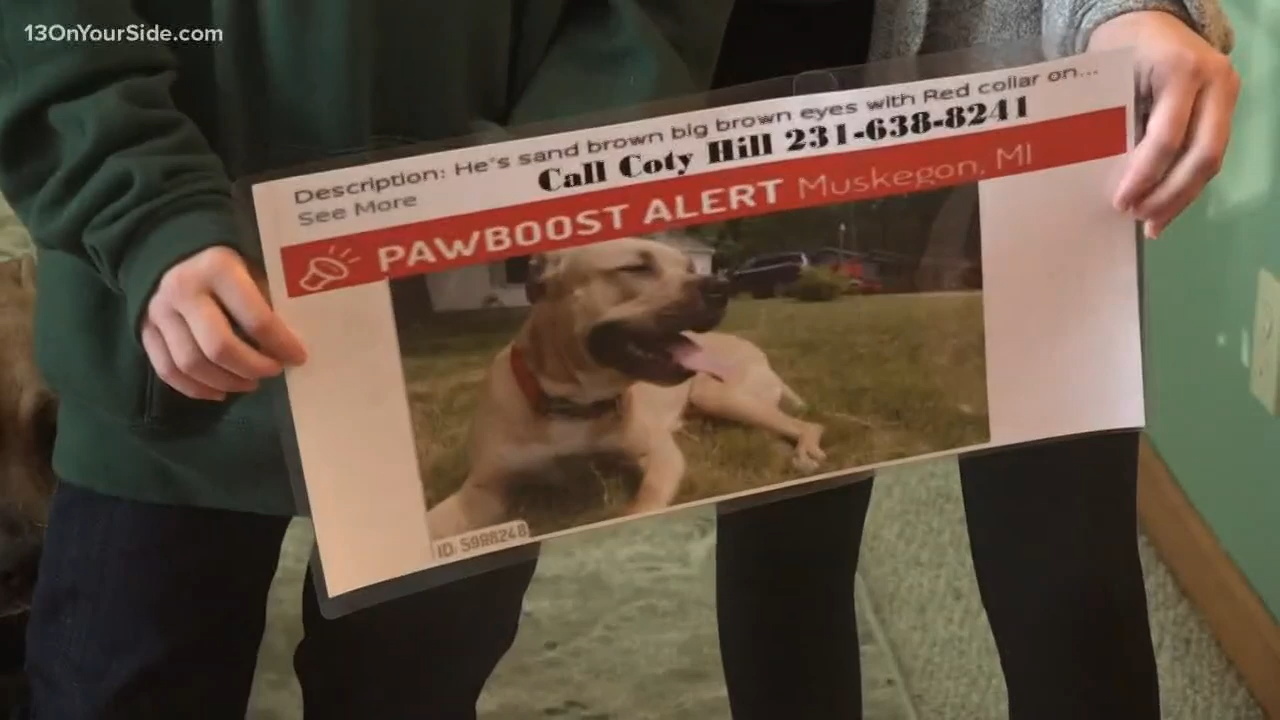 13OnYourSide.com
Description: He's sand brown big brown eyes with Red collar on...
See More
Call Coty Hill 231-638-8241
PAWBOOST ALERT Muskegon, MI
ID: 5998248